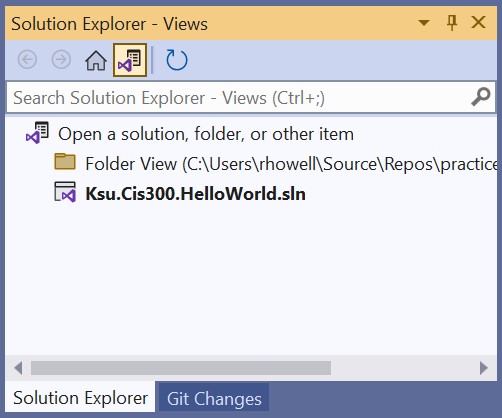 Solution Explorer - Views
Search Solution Explorer - Views (Ctrl+;)
Open a solution, folder, or other item
Folder View (C:\Users\rhowell\Source\Repos\practice
Ksu.Cis300.HelloWorld.sln
Solution Explorer Git Changes